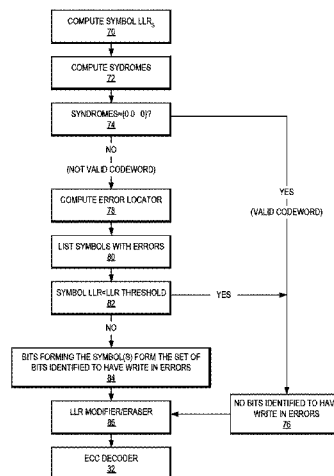 COMPUTE SYMBOL LLRS
70
COMPUTE SYDROMES
72
SYNDROMES=(0 0 0)?
74
NO
(NOT VALID CODEWORD)
YES
(VALID CODEWORD)
COMPUTE ERROR LOCATOR
78
LIST SYMBOLS WITH ERRORS
80
SYMBOL LLR<LLR THRESHOLD
82
YES
NO
BITS FORMING THE SYMBOL(S) FORM THE SET OF
BITS IDENTIFIED TO HAVE WRITE IN ERRORS
84
NO BITS IDENTIFIED TO HAVE
WRITE IN ERRORS
76
LLR MODIFIER/ERASER
86
ECC DECODER
32